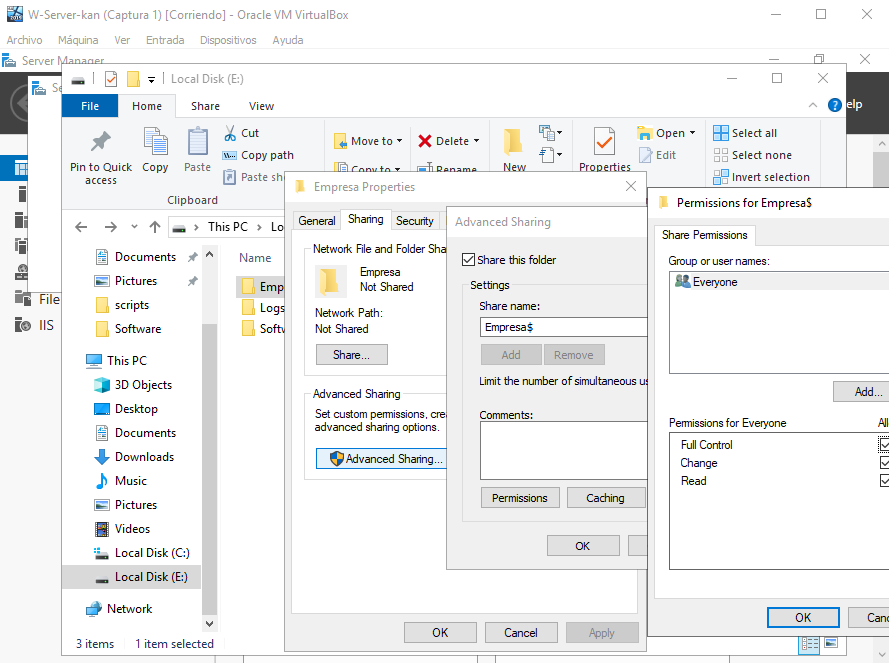 W-Server-kan (Captura 1) [Corriendo] - Oracle VM VirtualBox
Archivo Máquina Ver Entrada Dispositivos Ayuda
Server Manager
Local Disk (E:)
File Home Share View
elp
Pin to Quick access
Copy
Paste
Cut
Copy path
Paste sh
Clipboard
Move to
Copy to
Delete
Rename
New
Properties
Open
Edit
Select all
Select none
Invert selection
This PC
Lo
File
IIS
Documents
Pictures
scripts
Software
This PC
3D Objects
Desktop
Documents
Downloads
Music
Pictures
Videos
Local Disk (C:)
Local Disk (E:)
Network
3 items 1 item selected
Name
Emp
Logs
Softw
Empresa Properties
General Sharing Security
Network File and Folder Sha
Empresa
Not Shared
Network Path:
Not Shared
Share...
Advanced Sharing
Set custom permissions, crea
advanced sharing options.
Advanced Sharing...
OK Cancel Apply
Advanced Sharing
Share this folder
Settings
Share name:
Empresa$
Add Remove
Limit the number of simultaneous us
Comments:
Permissions Caching
OK
Permissions for Empresa$
Share Permissions
Group or user names:
Everyone
Add...
Permissions for Everyone All
Full Control
Change
Read
OK Canc